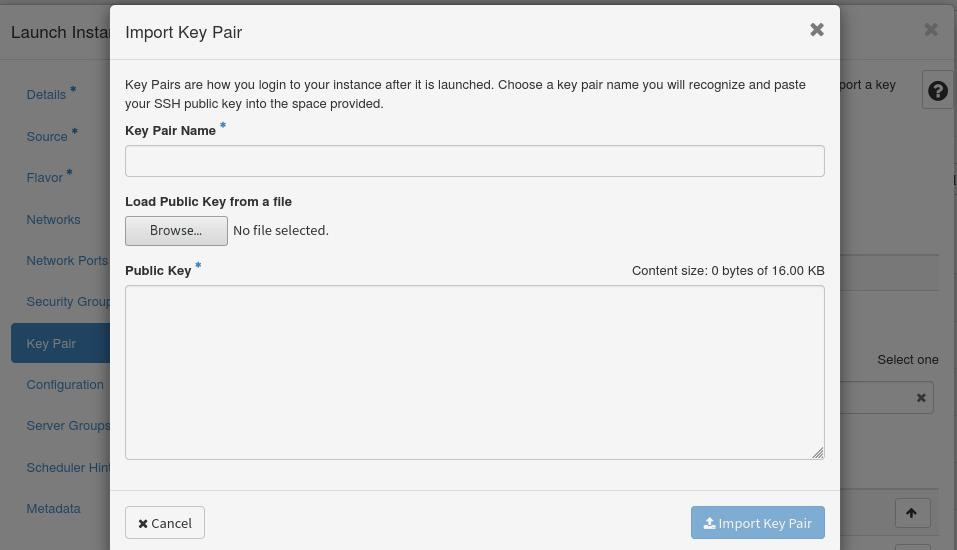 Launch Insta
Import Key Pair
Key Pairs are how you login to your instance after it is launched. Choose a key pair name you will recognize and paste
your SSH public key into the space provided.
port a key
Key Pair Name *
Load Public Key from a file
Browse... No file selected.
Public Key * Content size: 0 bytes of 16.00 KB
Cancel
Import Key Pair
Details *
Source *
Flavor *
Networks
Network Ports
Security Group
Key Pair
Configuration
Server Groups
Scheduler Hin
Metadata
Select one